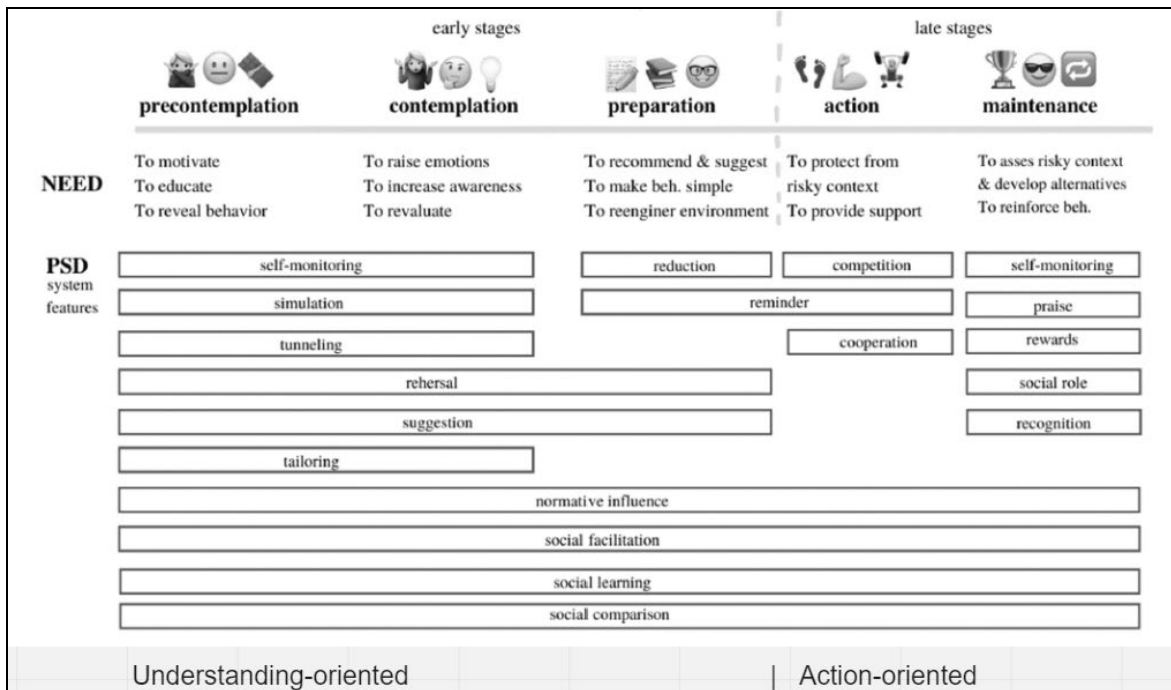 early stages
late stages
precontemplation
contemplation
preparation
action
maintenance
NEED
To motivate
To educate
To reveal behavior
To raise emotions
To increase awareness
To revaluate
To recommend & suggest
To make beh. simple
To reenginer environment
To protect from
risky context
To provide support
To asses risky context
& develop alternatives
To reinforce beh.
PSD
system
features
self-monitoring
reduction
competition
self-monitoring
simulation
reminder
praise
tunneling
cooperation
rewards
rehersal
social role
suggestion
recognition
tailoring
normative influence
social facilitation
social learning
social comparison
Understanding-oriented
| Action-oriented